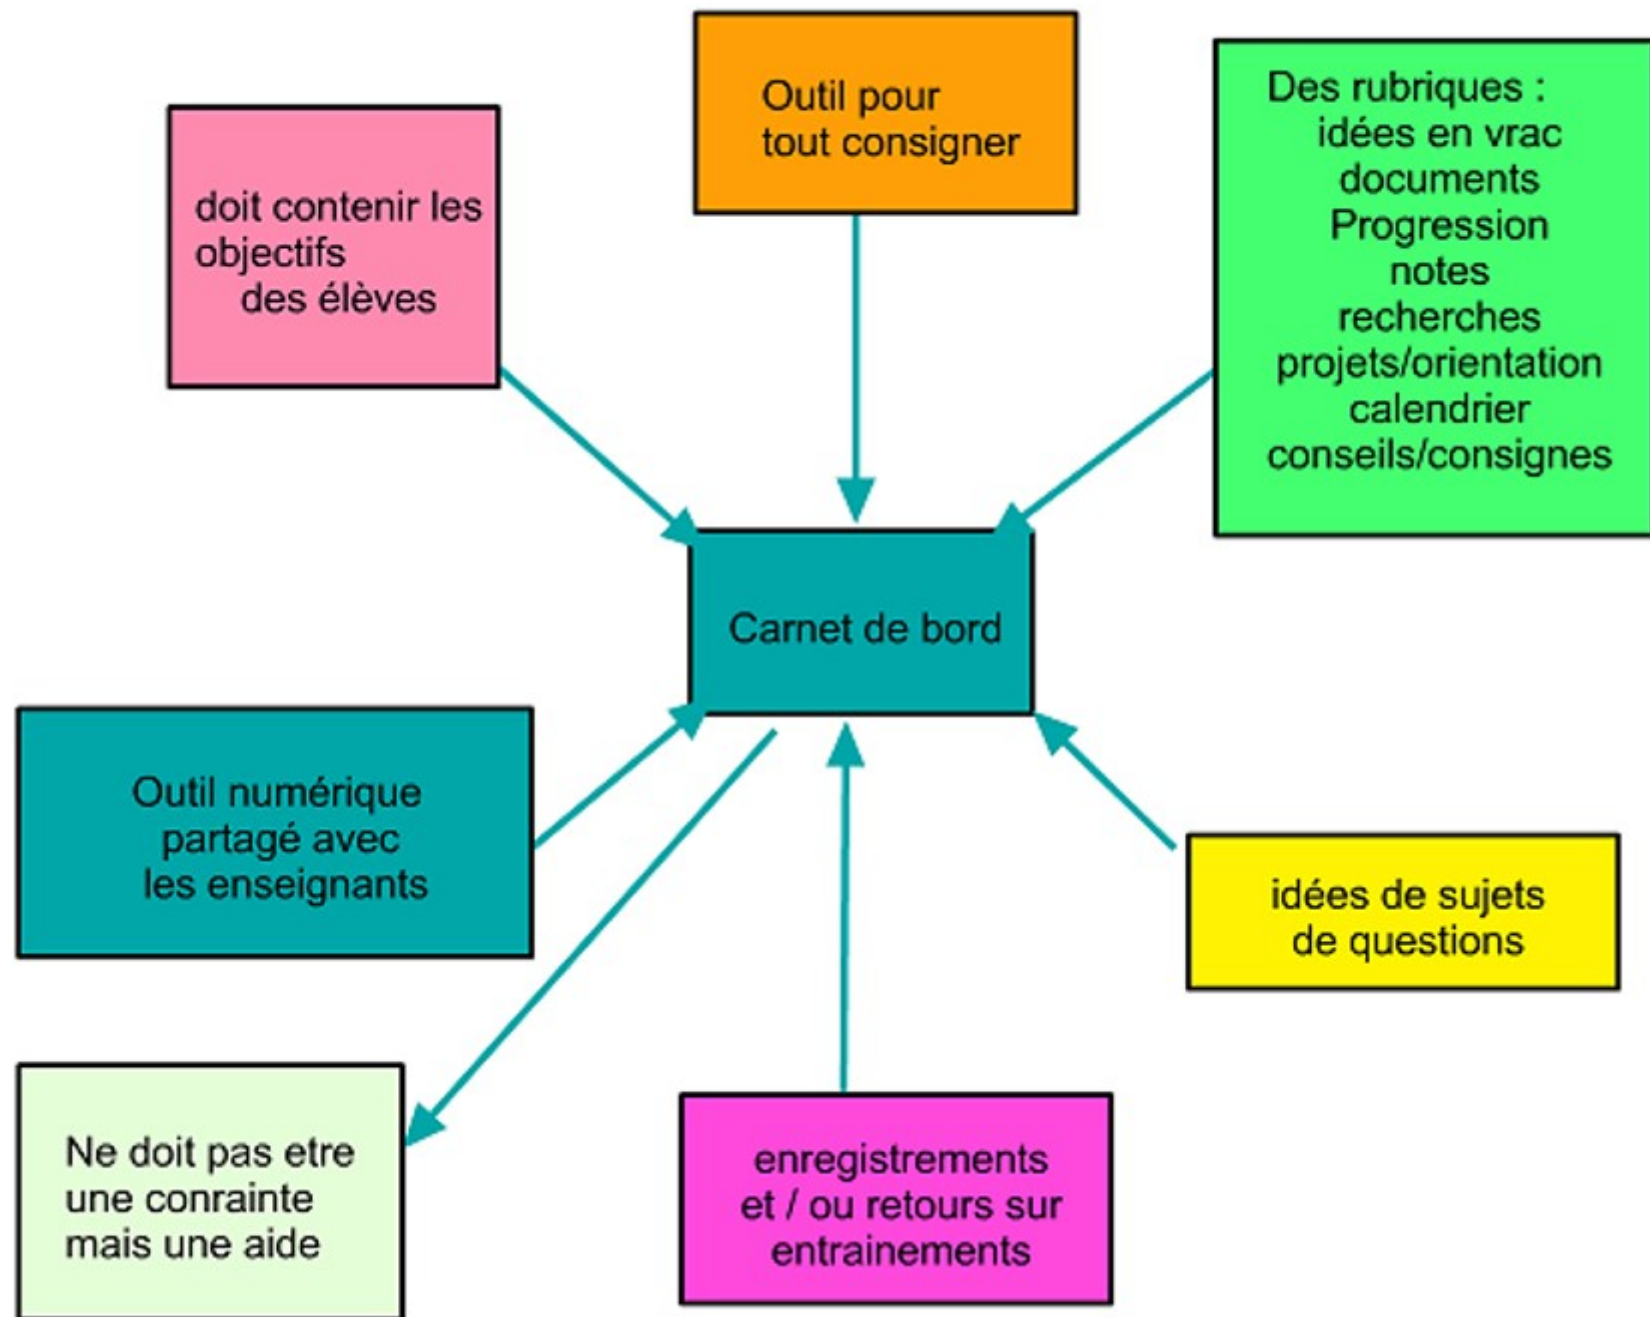 Outil pour
tout consigner
doit contenir les
objectifs
des élèves
Des rubriques :
idées en vrac
documents
Progression
notes
recherches
projets/orientation
calendrier
conseils/consignes
Carnet de bord
Outil numérique
partagé avec
les enseignants
idées de sujets
de questions
Ne doit pas etre
une conrainte
mais une aide
enregistrements
et / ou retours sur
entrainements